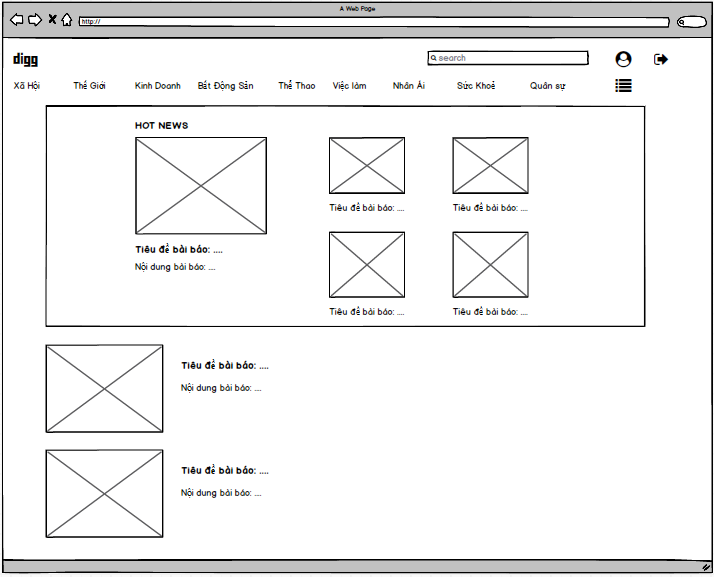 A Web Page
http://
digg
search
Xã Hội Thế Giới Kinh Doanh Bất Động Sản Thể Thao Việc làm Nhân Ái Sức Khoẻ Quân sự
HOT NEWS
Tiêu đề bài báo: ....
Nội dung bài báo: ...
Tiêu đề bài báo: ....
Tiêu đề bài báo: ....
Tiêu đề bài báo: ....
Tiêu đề bài báo: ....
Tiêu đề bài báo: ....
Nội dung bài báo: ...
Tiêu đề bài báo: ....
Nội dung bài báo: ...